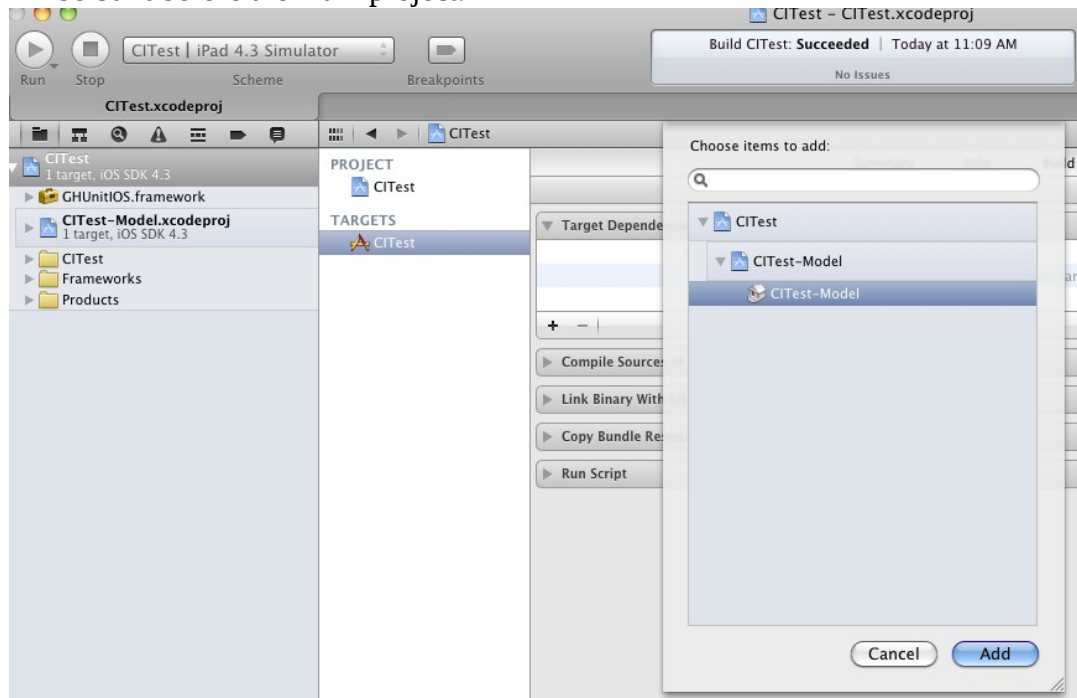 CITest – CITest.xcodeproj
CITest | iPad 4.3 Simulator
Build CITest: Succeeded | Today at 11:09 AM
No Issues
Run Stop Scheme Breakpoints
CITest.xcodeproj
CITest
Choose items to add:
CITest
1 target, iOS SDK 4.3
GHUnitIOS.framework
CITest-Model.xcodeproj
1 target, iOS SDK 4.3
CITest
Frameworks
Products
PROJECT
CITest
TARGETS
CITest
Target Depende
+ –
Compile Sources
Link Binary With
Copy Bundle Re
Run Script
CITest
CITest-Model
CITest-Model
Cancel Add